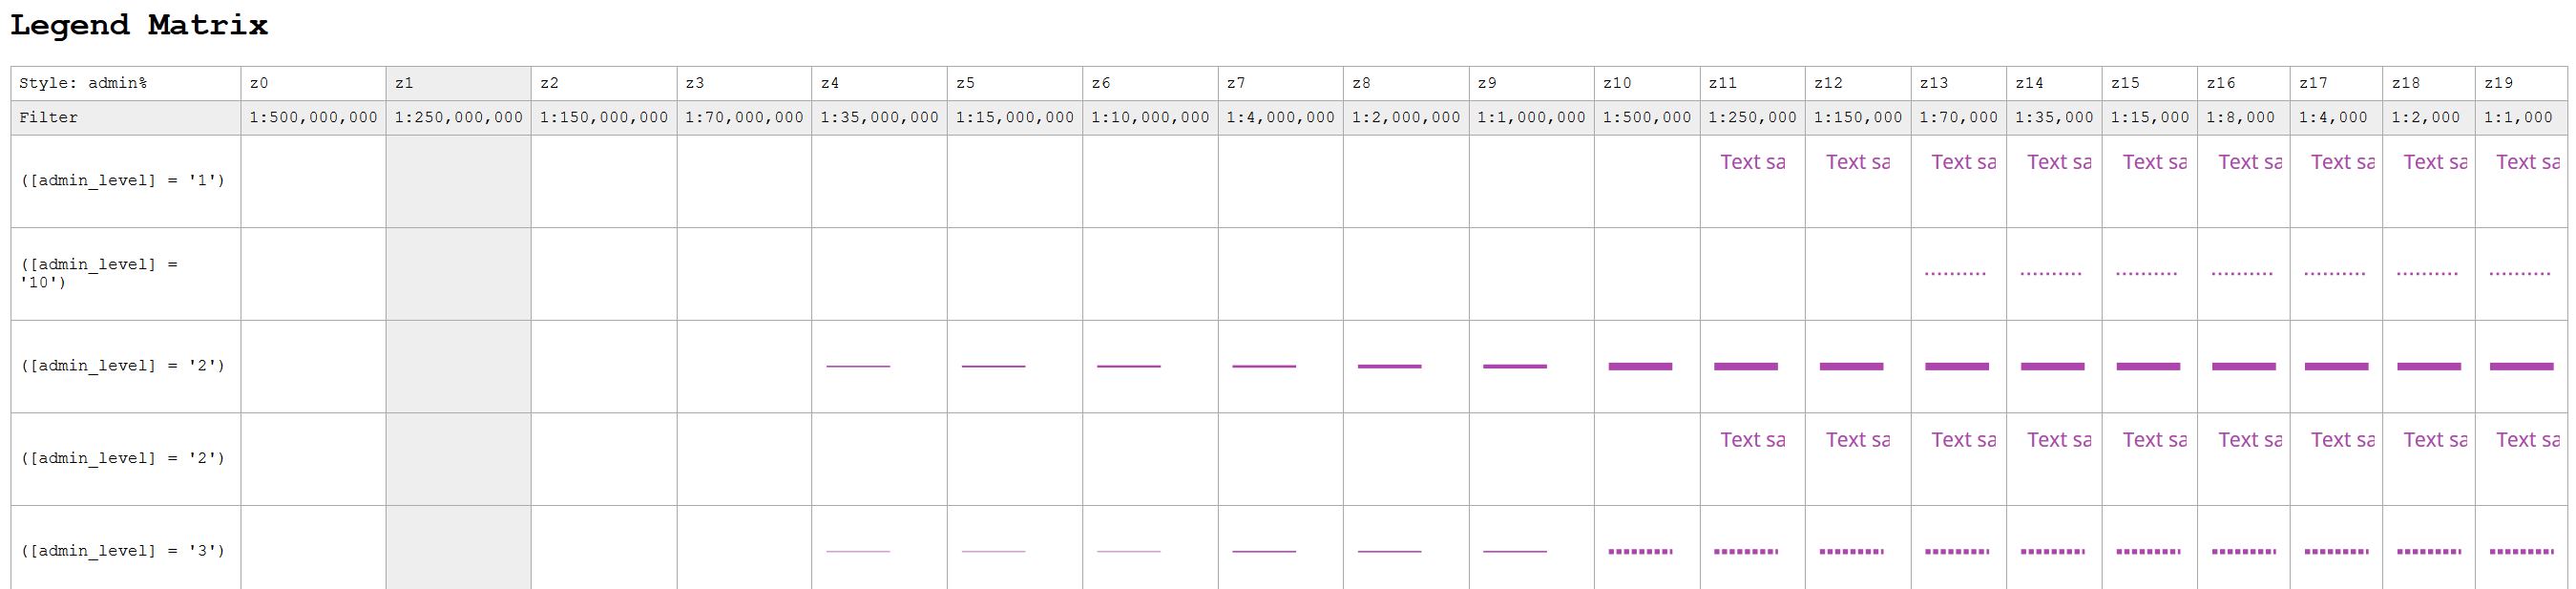 Legend Matrix
Style: admin% z0 z1 z2 z3 z4 z5 z6 z7 z8 z9 z10 z11 z12 z13 z14 z15 z16 z17 z18 z19
Filter 1:500,000,000 1:250,000,000 1:150,000,000 1:70,000,000 1:35,000,000 1:15,000,000 1:10,000,000 1:4,000,000 1:2,000,000 1:1,000,000 1:500,000 1:250,000 1:150,000 1:70,000 1:35,000 1:15,000 1:8,000 1:4,000 1:2,000 1:1,000
([admin_level] = '1') Text sa Text sa Text sa Text sa Text sa Text sa Text sa Text sa Text sa
([admin_level] =
'10')
([admin_level] = '2')
([admin_level] = '2') Text sa Text sa Text sa Text sa Text sa Text sa Text sa Text sa Text sa
([admin_level] = '3')